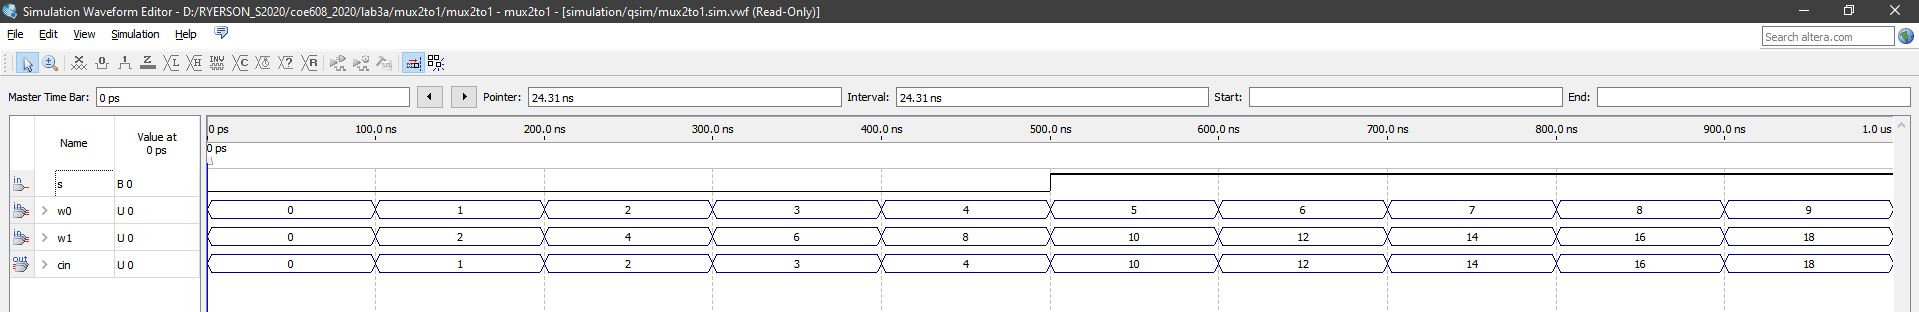 Simulation Waveform Editor - D:/RYERSON_S2020/coe608_2020/lab3a/mux2to1/mux2to1 - mux2to1 - [simulation/qsim/mux2to1.sim.vwf (Read-Only)]
File Edit View Simulation Help
Search altera.com
Master Time Bar: 0 ps Pointer: 24.31 ns Interval: 24.31 ns Start: End:
Name Value at 0 ps
0 ps 100.0 ns 200.0 ns 300.0 ns 400.0 ns 500.0 ns 600.0 ns 700.0 ns 800.0 ns 900.0 ns 1.0 us
0 ps
in s B 0
in w0 U 0 0 1 2 3 4 5 6 7 8 9
in w1 U 0 0 2 4 6 8 10 12 14 16 18
out cin U 0 0 1 2 3 4 10 12 14 16 18